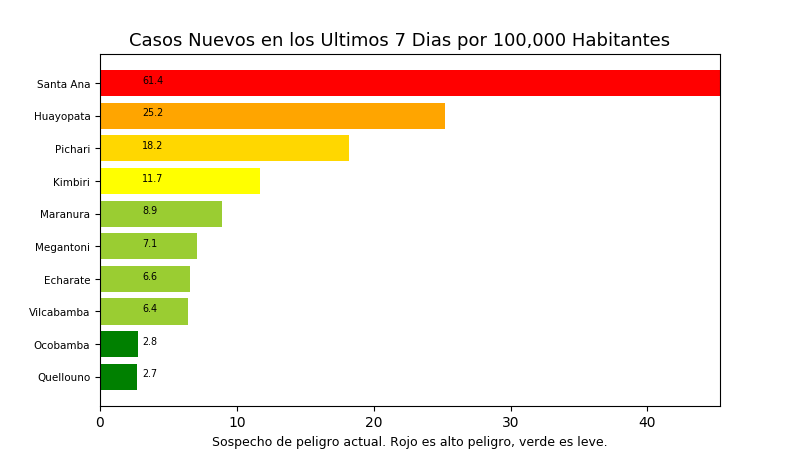 Casos Nuevos en los Ultimos 7 Dias por 100,000 Habitantes
Santa Ana 61.4
Huayopata 25.2
Pichari 18.2
Kimbiri 11.7
Maranura 8.9
Megantoni 7.1
Echarate 6.6
Vilcabamba 6.4
Ocobamba 2.8
Quellouno 2.7
0 10 20 30 40
Sospecho de peligro actual. Rojo es alto peligro, verde es leve.